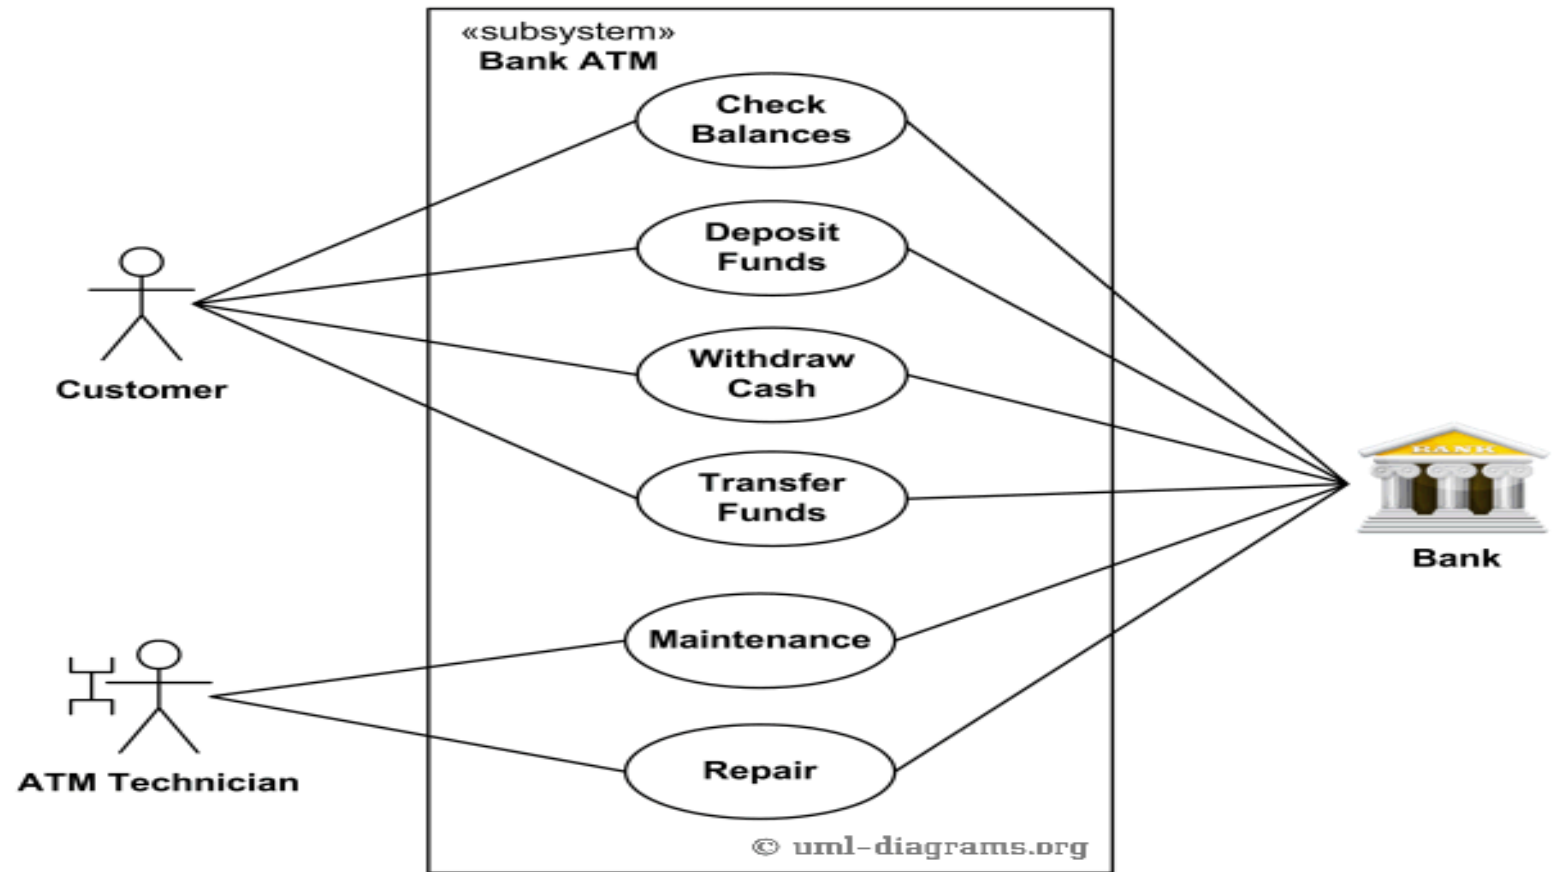 «subsystem»
Bank ATM
Check
Balances
Deposit
Funds
Customer
Withdraw
Cash
Transfer
Funds
BANK
Bank
Maintenance
ATM Technician
Repair
© uml-diagrams.org